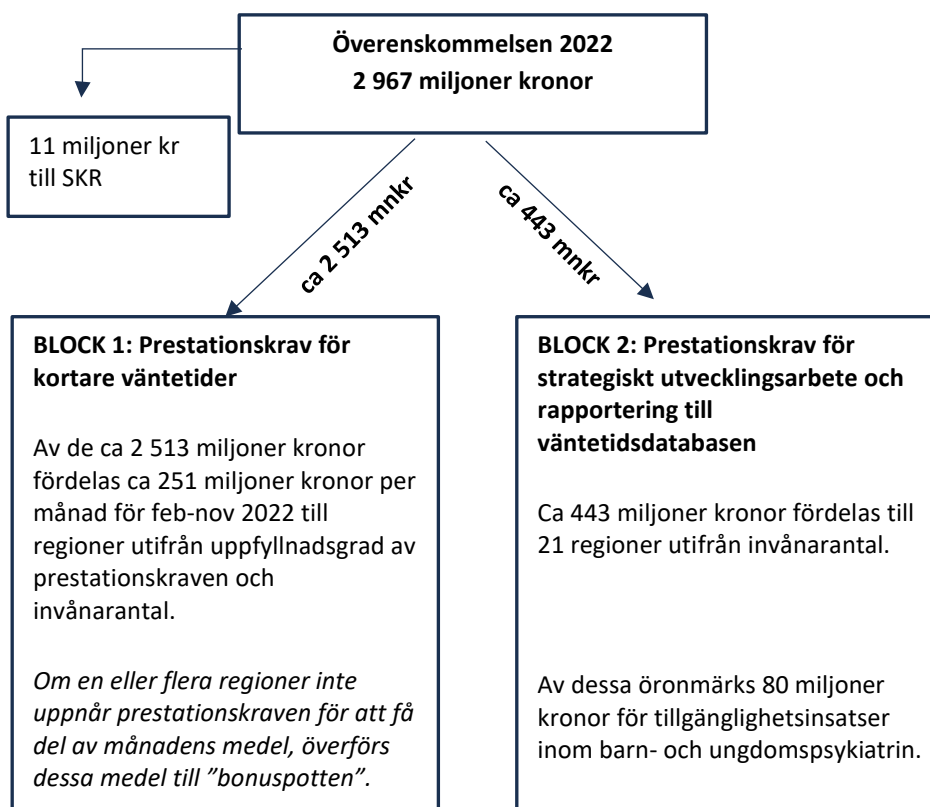 Överenskommelsen 2022
2 967 miljoner kronor
11 miljoner kr
till SKR
ca 2 513 mnkr
ca 443 mnkr
BLOCK 1: Prestationskrav för
kortare väntetider
Av de ca 2 513 miljoner kronor
fördelas ca 251 miljoner kronor per
månad för feb-nov 2022 till
regioner utifrån uppfyllnadsgrad av
prestationskraven och
invånarantal.
Om en eller flera regioner inte
uppnår prestationskraven för att få
del av månadens medel, överförs
dessa medel till ”bonuspotten”.
BLOCK 2: Prestationskrav för
strategiskt utvecklingsarbete och
rapportering till
väntetidsdatabasen
Ca 443 miljoner kronor fördelas till
21 regioner utifrån invånarantal.
Av dessa öronmärks 80 miljoner
kronor för tillgänglighetsinsatser
inom barn- och ungdomspsykiatrin.